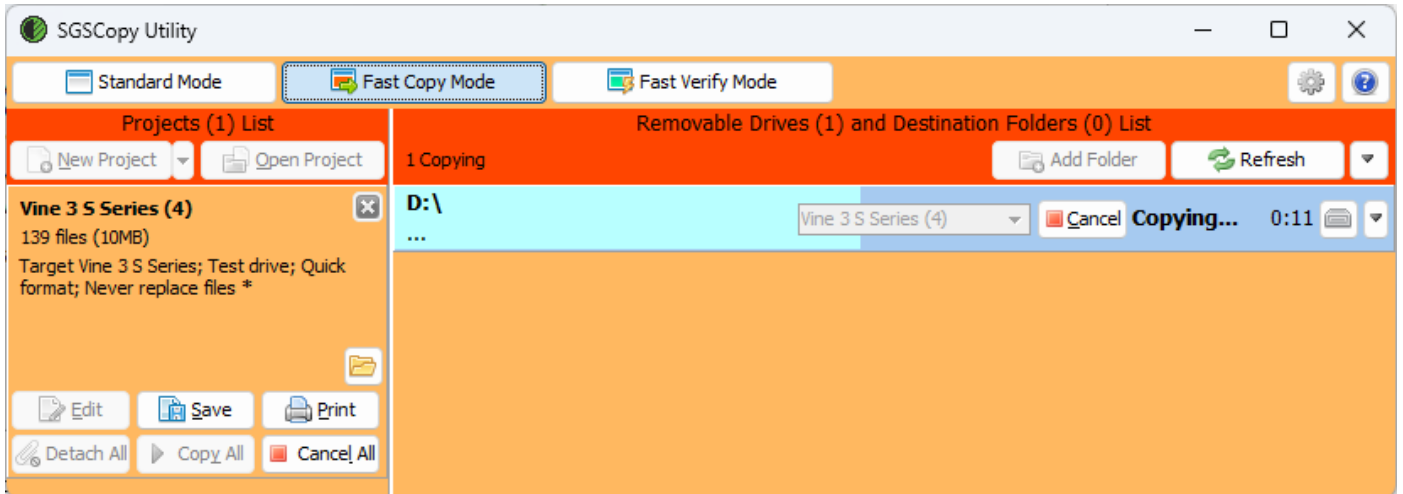 SGSCopy Utility
Standard Mode
Fast Copy Mode
Fast Verify Mode
Projects (1) List
Removable Drives (1) and Destination Folders (0) List
New Project
Open Project
1 Copying
Add Folder
Refresh
Vine 3 S Series (4)
139 files (10MB)
Target Vine 3 S Series; Test drive; Quick
format; Never replace files *
D:\
...
Vine 3 S Series (4)
Cancel
Copying...
0:11
Edit
Save
Print
Detach All
Copy All
Cancel All